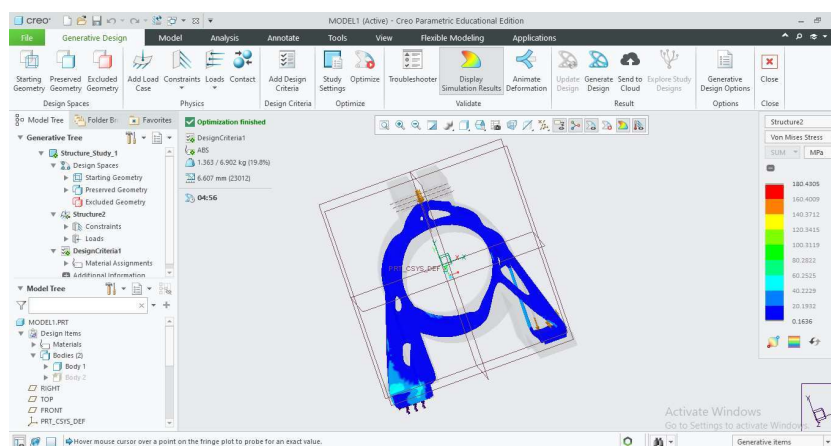 creo
MODEL1 (Active) - Creo Parametric Educational Edition
File Generative Design Model Analysis Annotate Tools View Flexible Modeling Applications
Starting Geometry Preserved Geometry Excluded Geometry Add Load Case Constraints Loads Contact Add Design Criteria Study Settings Optimize Troubleshooter Display Simulation Results Animate Deformation Update Design Generate Design Send to Cloud Explore Study Designs Generative Design Options Close
Design Spaces Physics Design Criteria Optimize Validate Result Options Close
Model Tree Folder Bro Favorites
Generative Tree
Structure_Study_1
Design Spaces
Starting Geometry
Preserved Geometry
Excluded Geometry
Structure2
Constraints
Loads
DesignCriteria1
Material Assignments
Additional Information
Model Tree
MODEL1.PRT
Design Items
Materials
Bodies (2)
Body 1
Body 2
RIGHT
TOP
FRONT
PRT_CSYS_DEF
Optimization finished
DesignCriteria1
ABS
1.363 / 6.902 kg (19.8%)
6.607 mm (23012)
04:56
PRT_CSYS_DEF
Structure2
Von Mises Stress
SUM MPa
180.4305
160.4009
140.3712
120.3415
100.3119
80.2822
60.2525
40.2229
20.1932
0.1636
Activate Windows
Go to Settings to activate Windows.
Hover mouse cursor over a point on the fringe plot to probe for an exact value.
Generative items